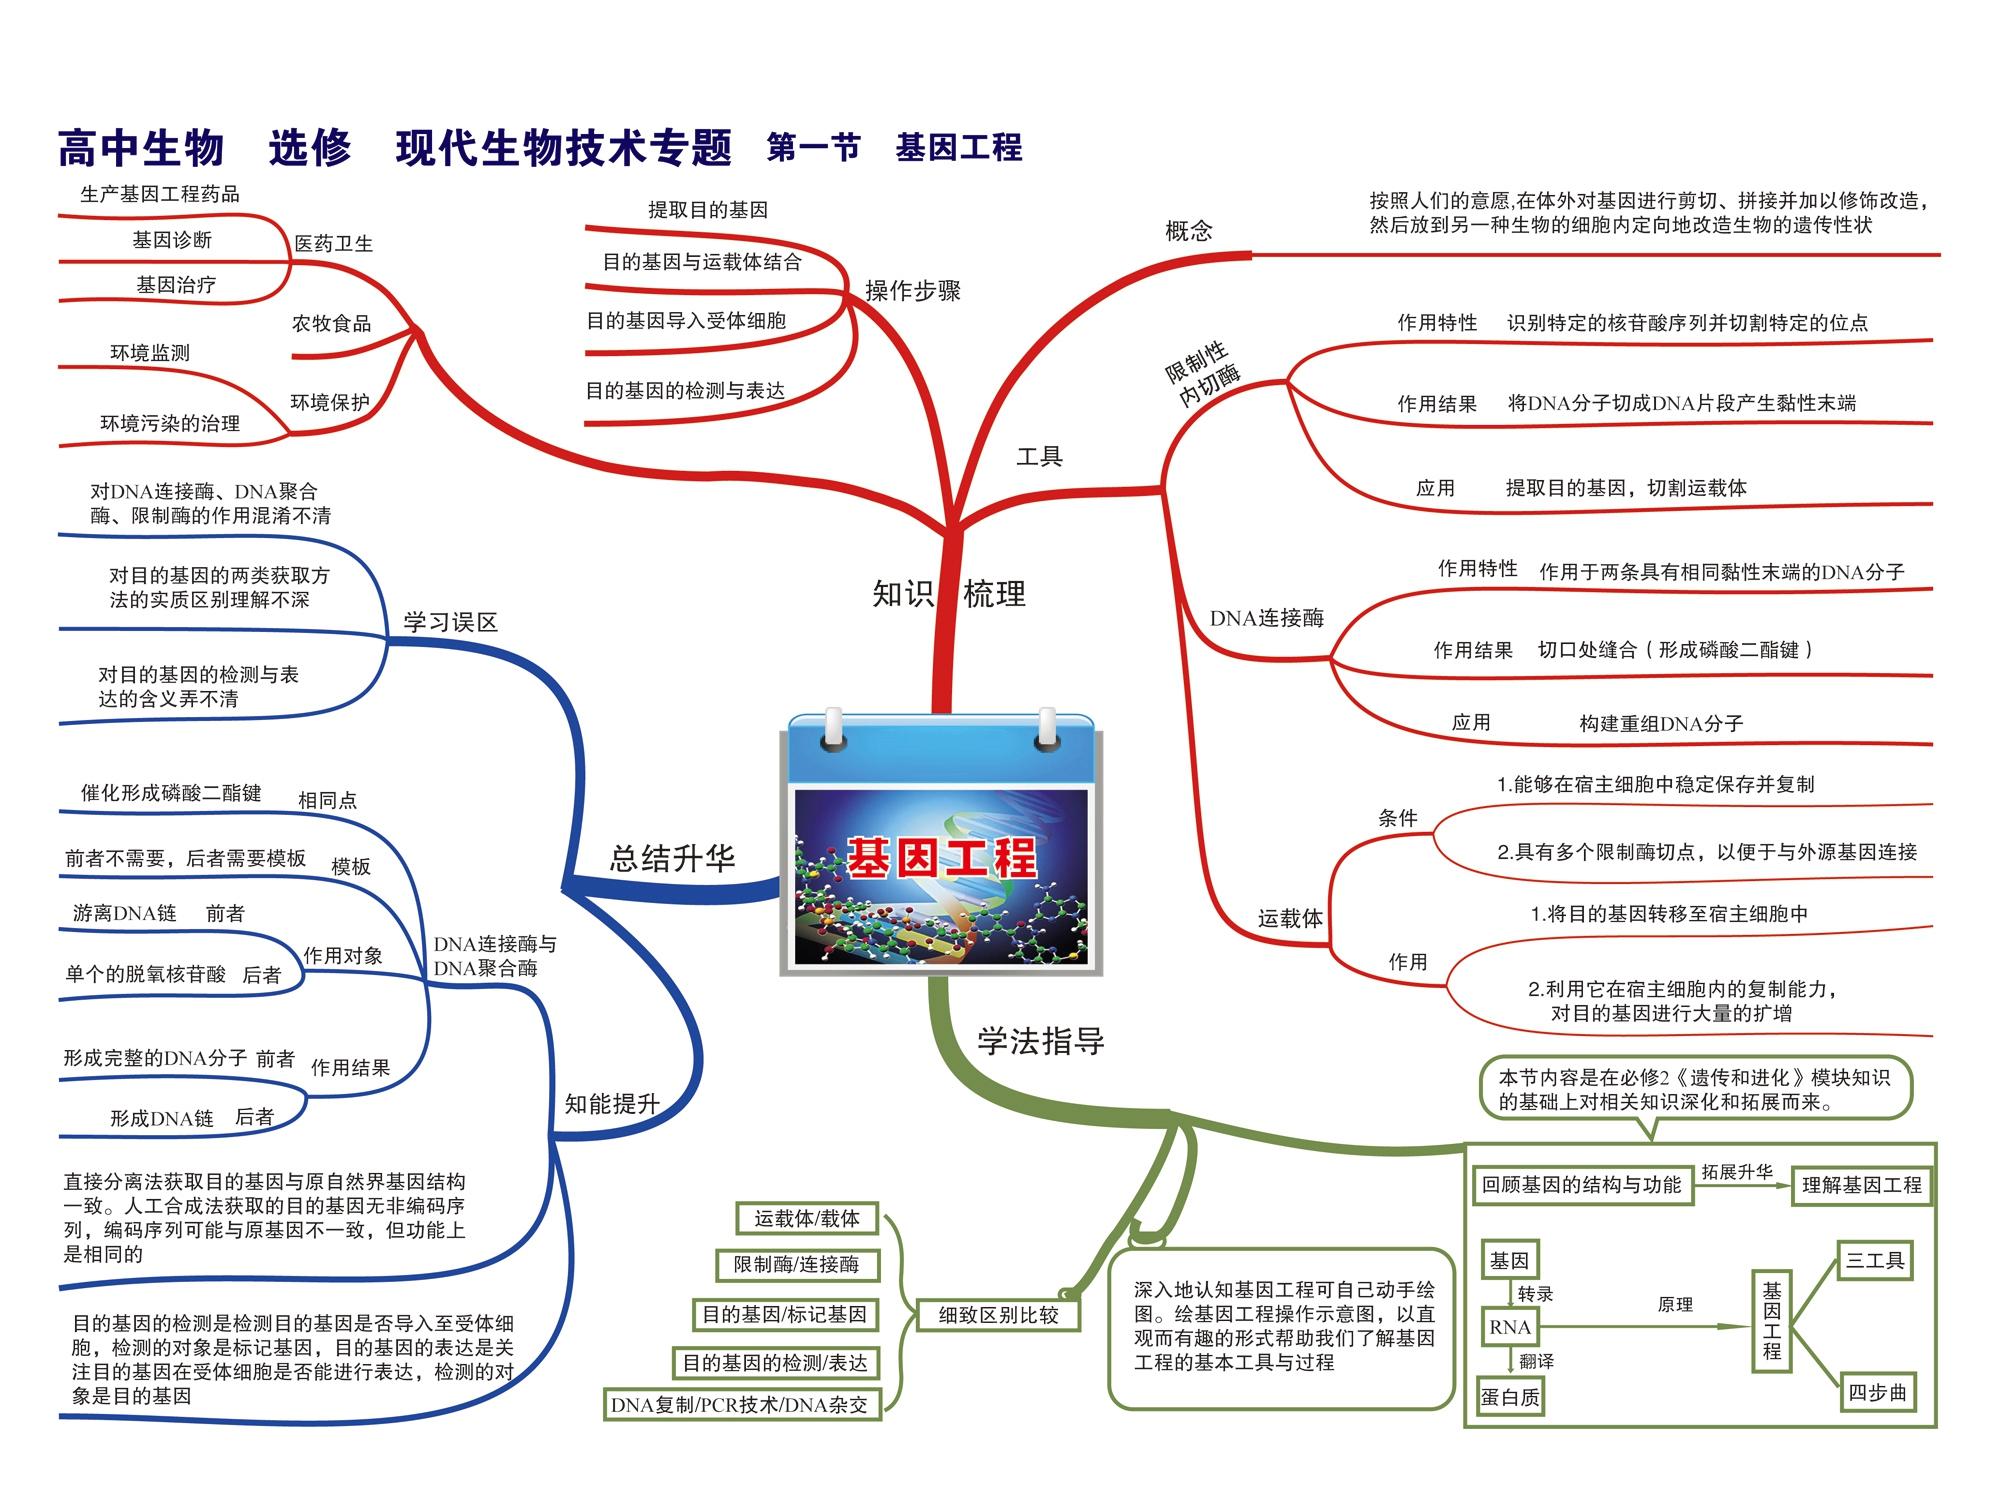 高中生物 选修 现代生物技术专题 第一节 基因工程
生产基因工程药品
基因诊断
基因治疗
医药卫生
农牧食品
环境监测
环境污染的治理
环境保护
提取目的基因
目的基因与运载体结合
目的基因导入受体细胞
目的基因的检测与表达
操作步骤
概念
按照人们的意愿,在体外对基因进行剪切、拼接并加以修饰改造，
然后放到另一种生物的细胞内定向地改造生物的遗传性状
工具
限制性
内切酶
作用特性 识别特定的核苷酸序列并切割特定的位点
作用结果 将DNA分子切成DNA片段产生黏性末端
应用 提取目的基因，切割运载体
DNA连接酶
作用特性 作用于两条具有相同黏性末端的DNA分子
作用结果 切口处缝合（形成磷酸二酯键）
应用 构建重组DNA分子
运载体
条件
1.能够在宿主细胞中稳定保存并复制
2.具有多个限制酶切点，以便于与外源基因连接
作用
1.将目的基因转移至宿主细胞中
2.利用它在宿主细胞内的复制能力，
对目的基因进行大量的扩增
知识 梳理
对DNA连接酶、DNA聚合
酶、限制酶的作用混淆不清
对目的基因的两类获取方
法的实质区别理解不深
对目的基因的检测与表
达的含义弄不清
学习误区
总结升华
基因工程
催化形成磷酸二酯键 相同点
前者不需要，后者需要模板 模板
游离DNA链 前者
单个的脱氧核苷酸 后者
作用对象
DNA连接酶与
DNA聚合酶
形成完整的DNA分子 前者
形成DNA链 后者
作用结果
知能提升
直接分离法获取目的基因与原自然界基因结构
一致。人工合成法获取的目的基因无非编码序
列，编码序列可能与原基因不一致，但功能上
是相同的
目的基因的检测是检测目的基因是否导入至受体细
胞，检测的对象是标记基因，目的基因的表达是关
注目的基因在受体细胞是否能进行表达，检测的对
象是目的基因
学法指导
运载体/载体
限制酶/连接酶
目的基因/标记基因
目的基因的检测/表达
DNA复制/PCR技术/DNA杂交
细致区别比较
深入地认知基因工程可自己动手绘
图。绘基因工程操作示意图，以直
观而有趣的形式帮助我们了解基因
工程的基本工具与过程
本节内容是在必修2《遗传和进化》模块知识
的基础上对相关知识深化和拓展而来。
回顾基因的结构与功能 拓展升华 理解基因工程
基因
转录
RNA
翻译
蛋白质
原理
基因工程
三工具
四步曲